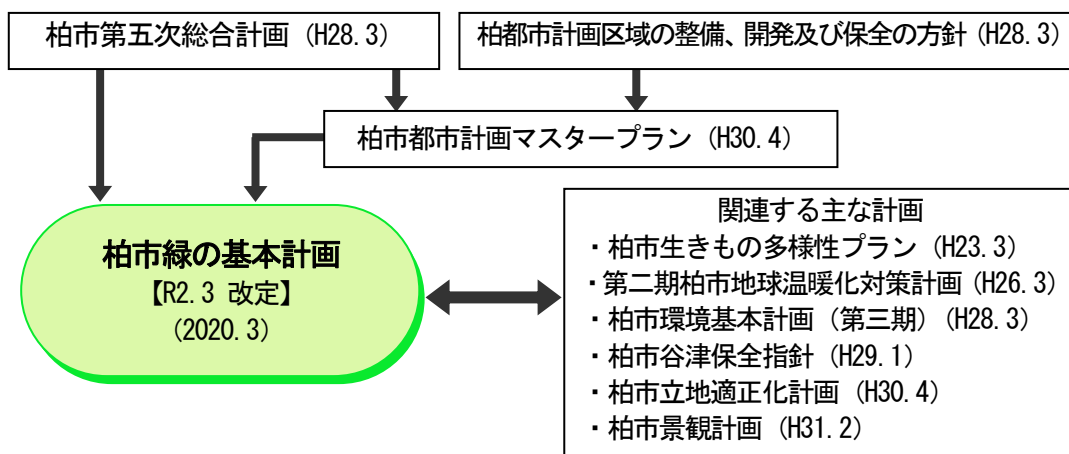 柏市第五次総合計画（H28.3）
柏都市計画区域の整備、開発及び保全の方針（H28.3）
柏市都市計画マスタープラン（H30.4）
柏市緑の基本計画
【R2.3 改定】
(2020.3)
関連する主な計画
・柏市生きもの多様性プラン（H23.3）
・第二期柏市地球温暖化対策計画（H26.3）
・柏市環境基本計画（第三期）（H28.3）
・柏市谷津保全指針（H29.1）
・柏市立地適正化計画（H30.4）
・柏市景観計画（H31.2）